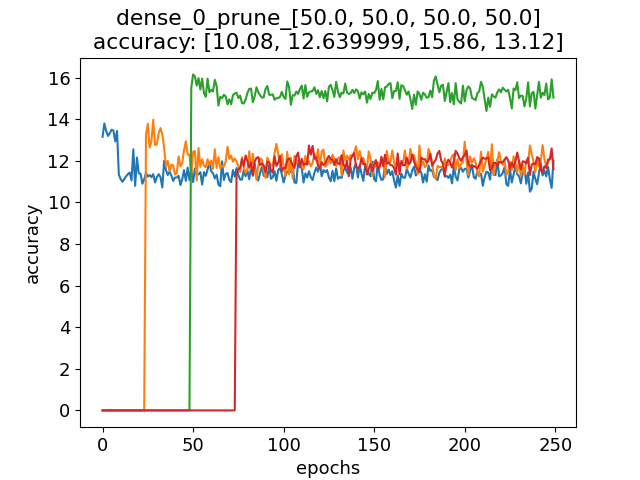 dense_0_prune_[50.0, 50.0, 50.0, 50.0]
accuracy: [10.08, 12.639999, 15.86, 13.12]
16
14
12
10
8
6
4
2
0
accuracy
0 50 100 150 200 250
epochs